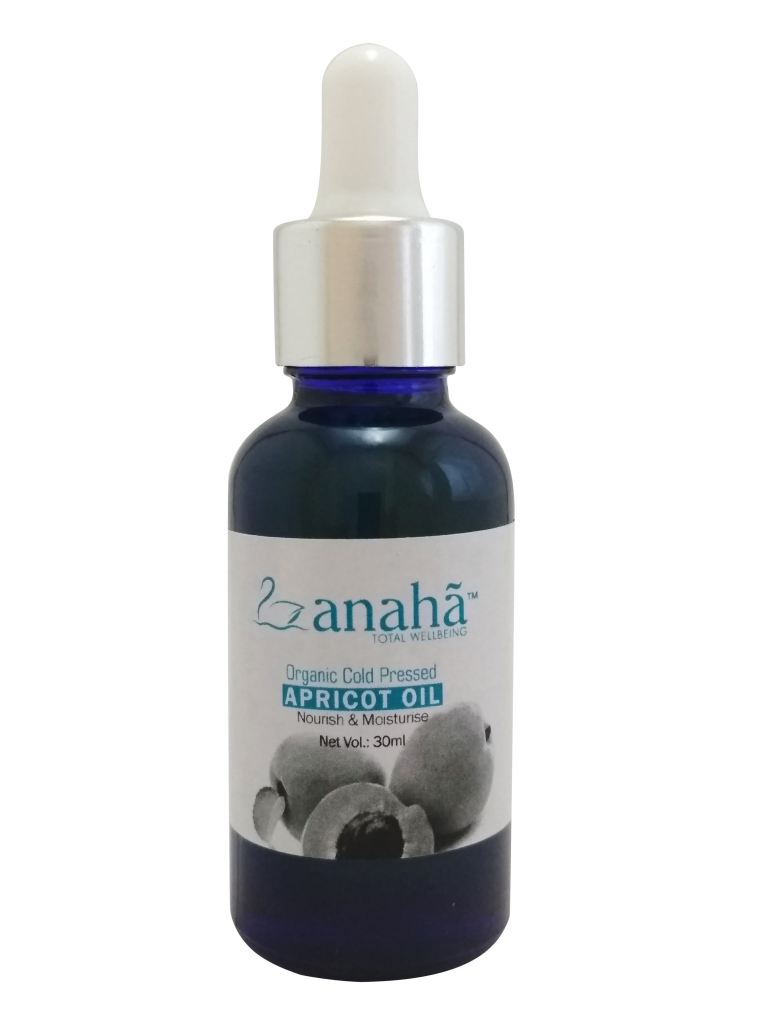 anahã™
TOTAL WELLBEING
Organic Cold Pressed
APRICOT OIL
Nourish & Moisturise
Net Vol.: 30ml